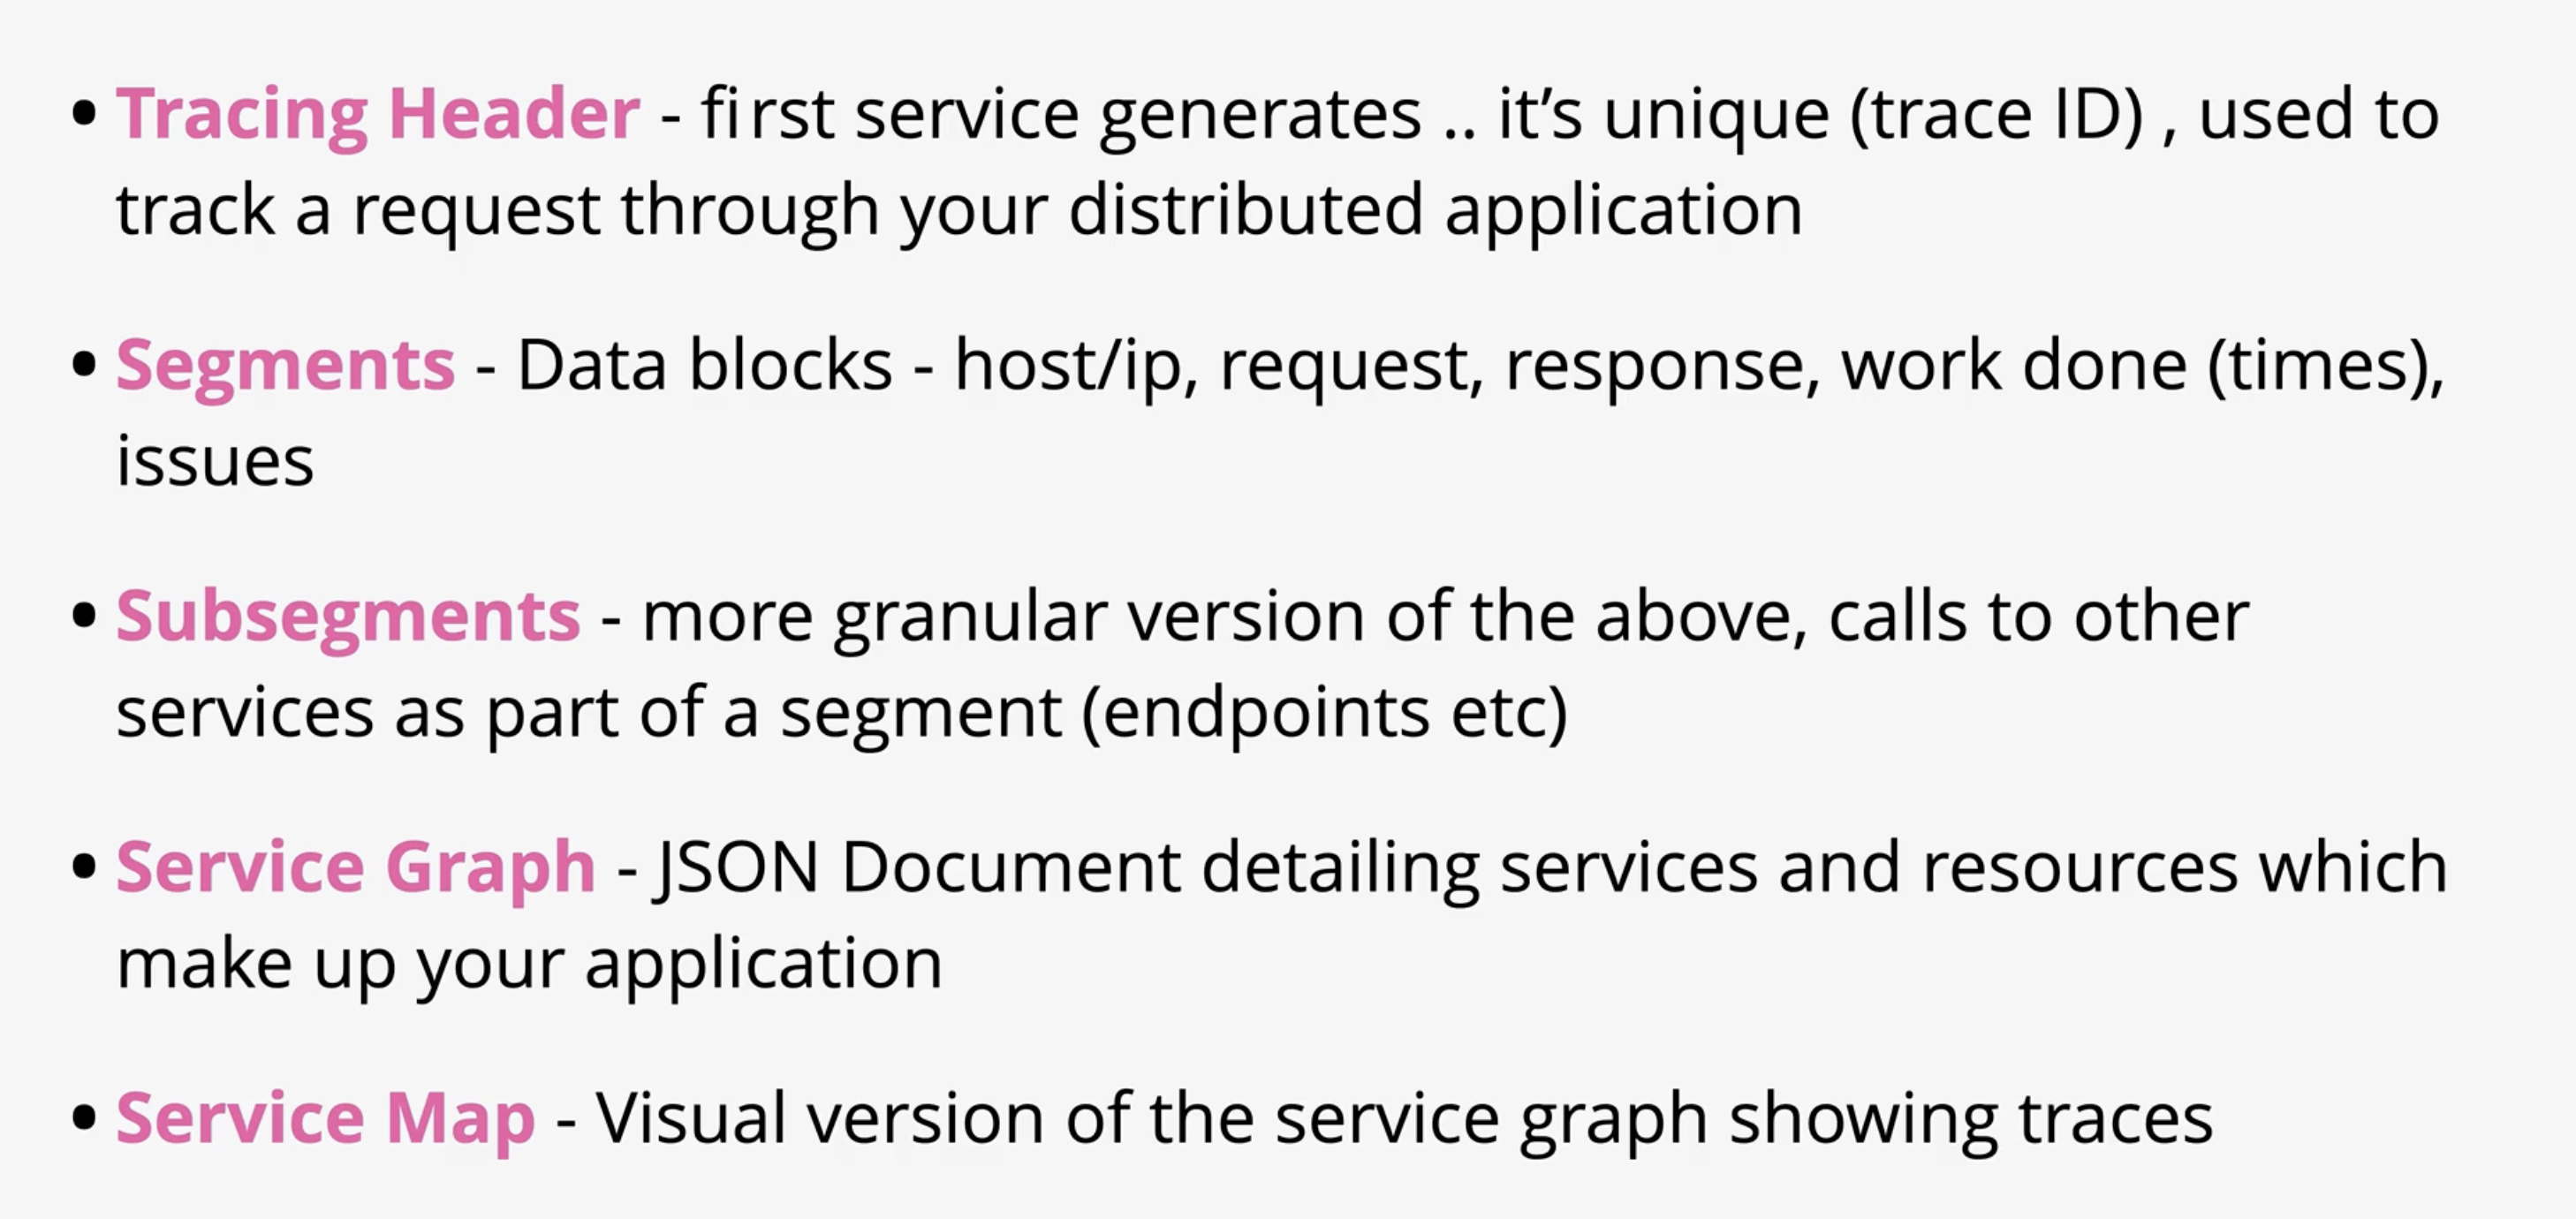 • Tracing Header - first service generates .. it’s unique (trace ID) , used to
track a request through your distributed application
• Segments - Data blocks - host/ip, request, response, work done (times),
issues
• Subsegments - more granular version of the above, calls to other
services as part of a segment (endpoints etc)
• Service Graph - JSON Document detailing services and resources which
make up your application
• Service Map - Visual version of the service graph showing traces